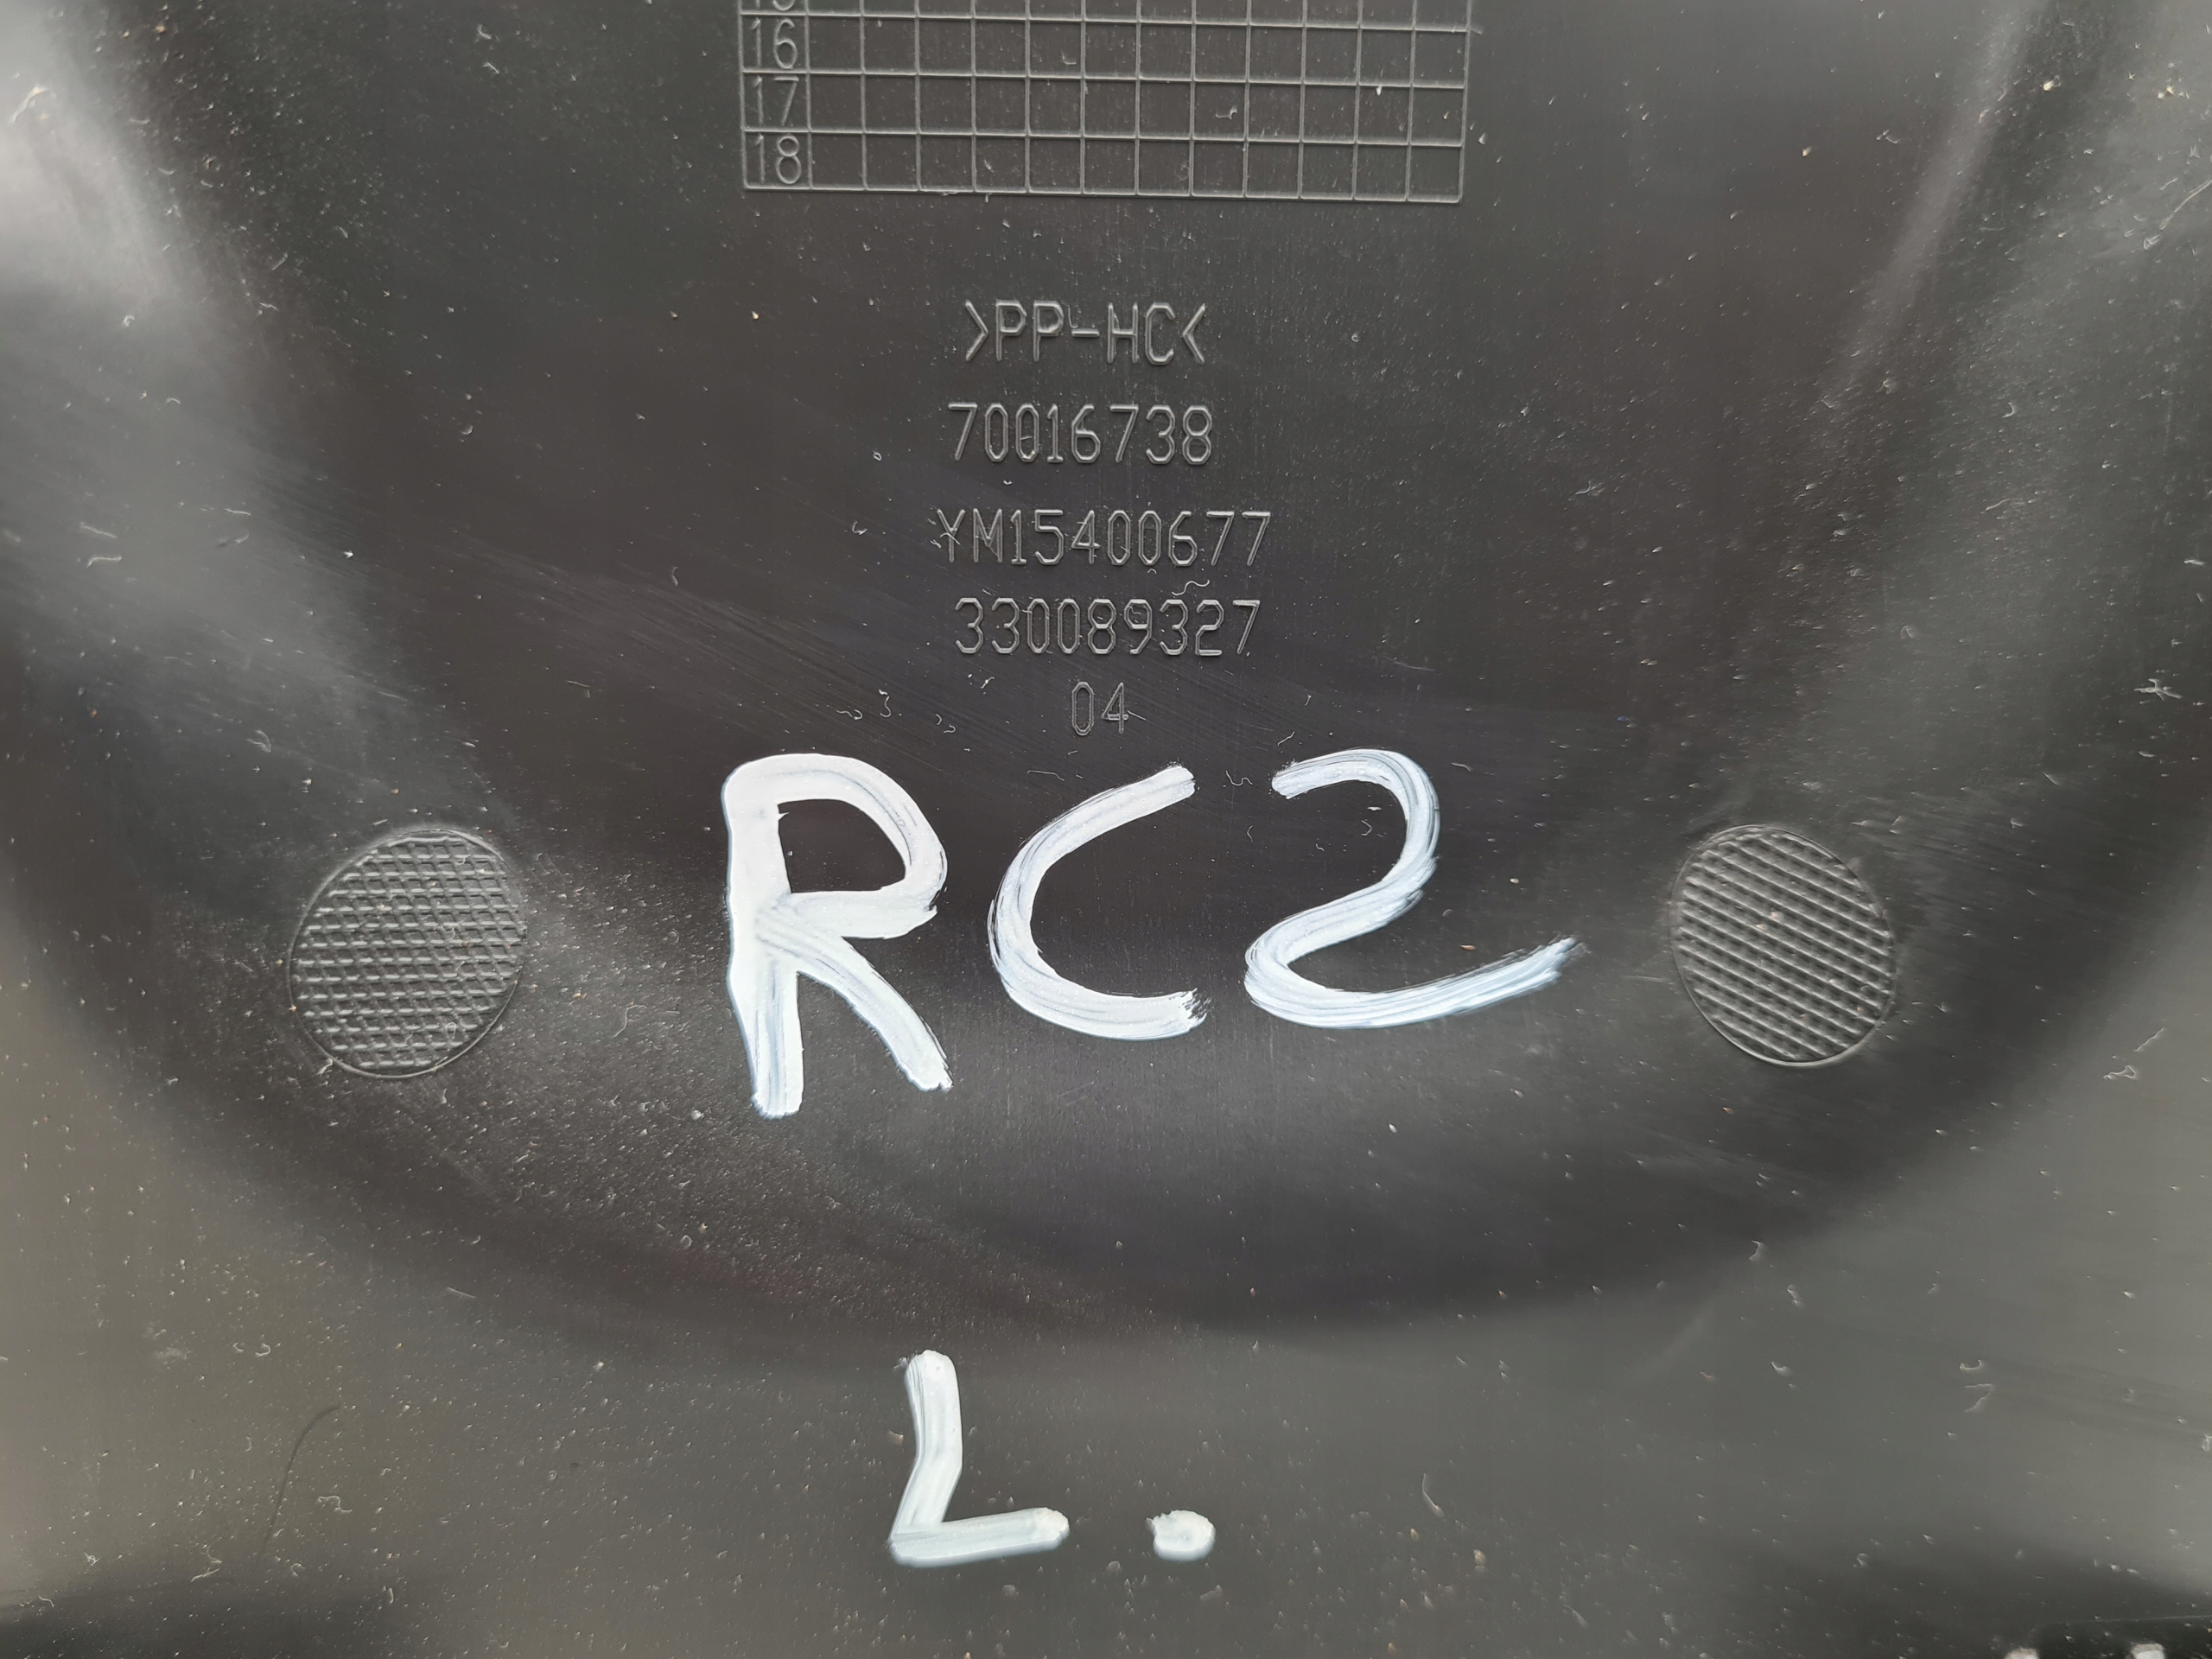 16
17
18
>PP-HC<
70016738
YM15400677
330089327
04
RC2
L.